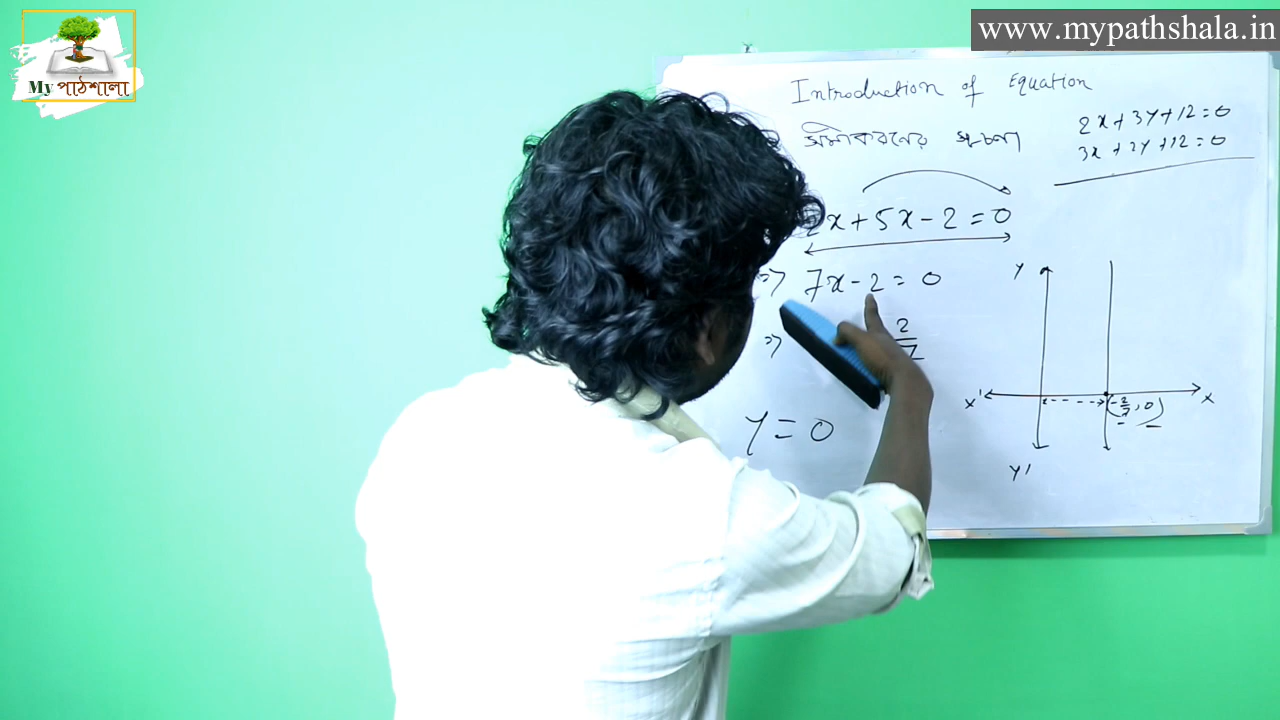 www.mypathshala.in
My পাঠশালা
Introduction of Equation
সমীকরনের সূচনা
2x + 3y + 12 = 0
3x + 2y + 12 = 0
2x + 5x - 2 = 0
⇒ 7x - 2 = 0
⇒ 2/7
y = 0
Y
X' X
(2/7, 0)
Y'